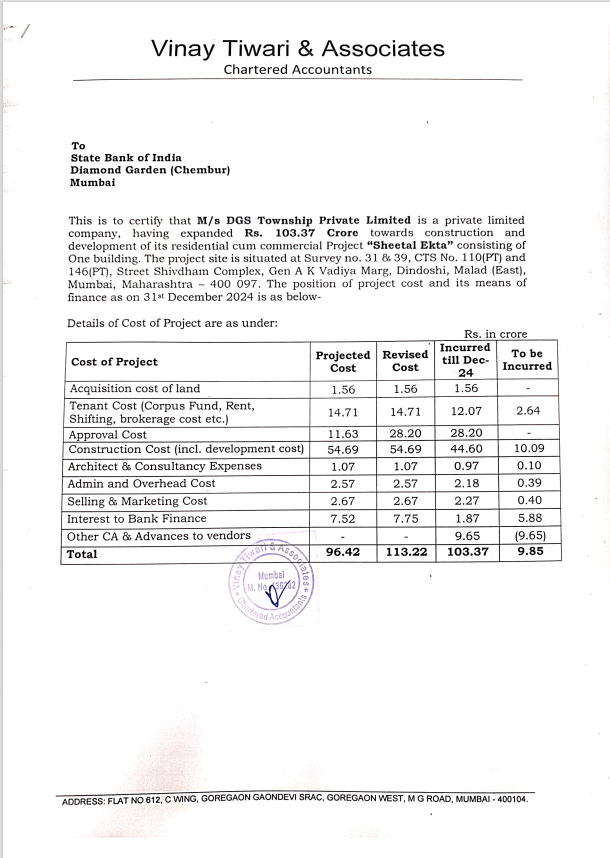 Vinay Tiwari & Associates
Chartered Accountants
To
State Bank of India
Diamond Garden (Chembur)
Mumbai
This is to certify that M/s DGS Township Private Limited is a private limited
company, having expanded Rs. 103.37 Crore towards construction and
development of its residential cum commercial Project “Sheetal Ekta” consisting of
One building. The project site is situated at Survey no. 31 & 39, CTS No. 110(PT) and
146(PT), Street Shivdham Complex, Gen A K Vadiya Marg, Dindoshi, Malad (East),
Mumbai, Maharashtra – 400 097. The position of project cost and its means of
finance as on 31st December 2024 is as below-
Details of Cost of Project are as under:
Rs. in crore
Cost of Project Projected Cost Revised Cost Incurred till Dec-24 To be Incurred
Acquisition cost of land 1.56 1.56 1.56 -
Tenant Cost (Corpus Fund, Rent, Shifting, brokerage cost etc.) 14.71 14.71 12.07 2.64
Approval Cost 11.63 28.20 28.20 -
Construction Cost (incl. development cost) 54.69 54.69 44.60 10.09
Architect & Consultancy Expenses 1.07 1.07 0.97 0.10
Admin and Overhead Cost 2.57 2.57 2.18 0.39
Selling & Marketing Cost 2.67 2.67 2.27 0.40
Interest to Bank Finance 7.52 7.75 1.87 5.88
Other CA & Advances to vendors - - 9.65 (9.65)
Total 96.42 113.22 103.37 9.85
Vinay Tiwari & Associates
Mumbai
M. No.
Chartered Accountants
ADDRESS: FLAT NO 612, C WING, GOREGAON GAONDEVI SRAC, GOREGAON WEST, M G ROAD, MUMBAI - 400104.